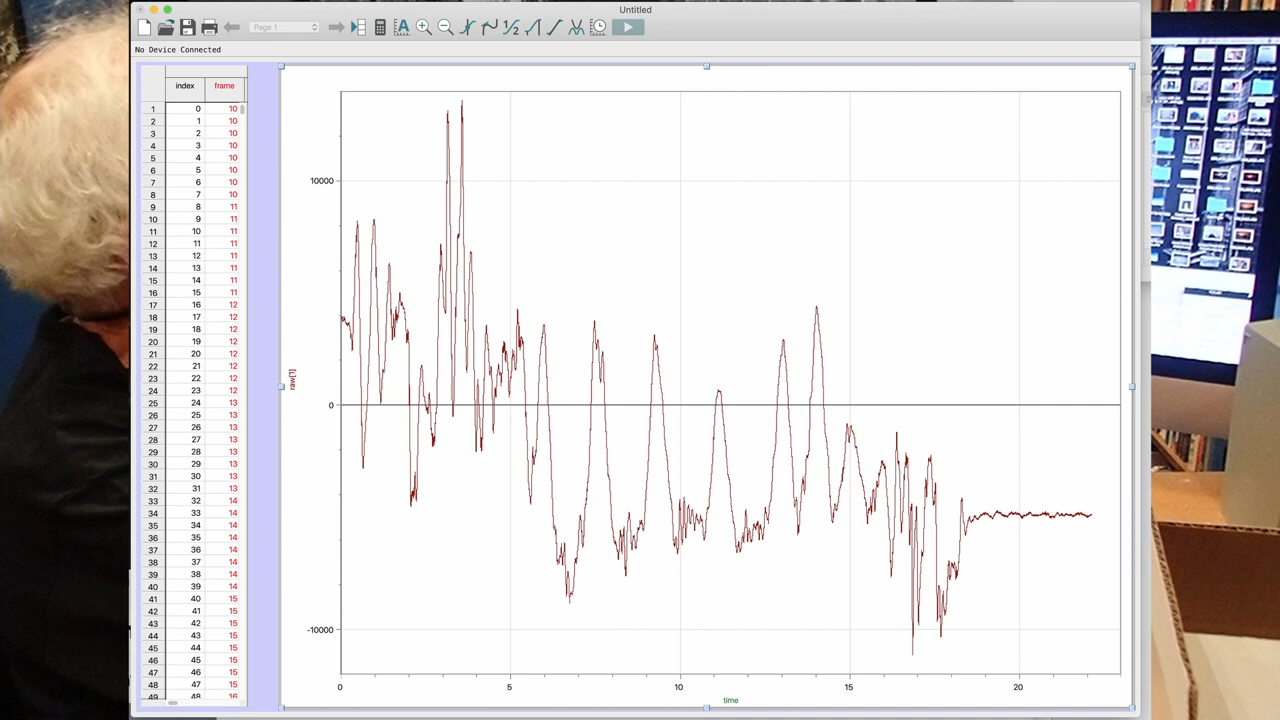 Untitled
Page 1
A
1/2
No Device Connected
index frame
1 0 10
2 1 10
3 2 10
4 3 10
5 4 10
6 5 10
7 6 10
8 7 10
9 8 11
10 9 11
11 10 11
12 11 11
13 12 11
14 13 11
15 14 11
16 15 11
17 16 12
18 17 12
19 18 12
20 19 12
21 20 12
22 21 12
23 22 12
24 23 12
25 24 13
26 25 13
27 26 13
28 27 13
29 28 13
30 29 13
31 30 13
32 31 13
33 32 14
34 33 14
35 34 14
36 35 14
37 36 14
38 37 14
39 38 14
40 39 14
41 40 15
42 41 15
43 42 15
44 43 15
45 44 15
46 45 15
47 46 15
48 47 15
49 48 16
10000
0
-10000
raw[1]
0 5 10 15 20
time